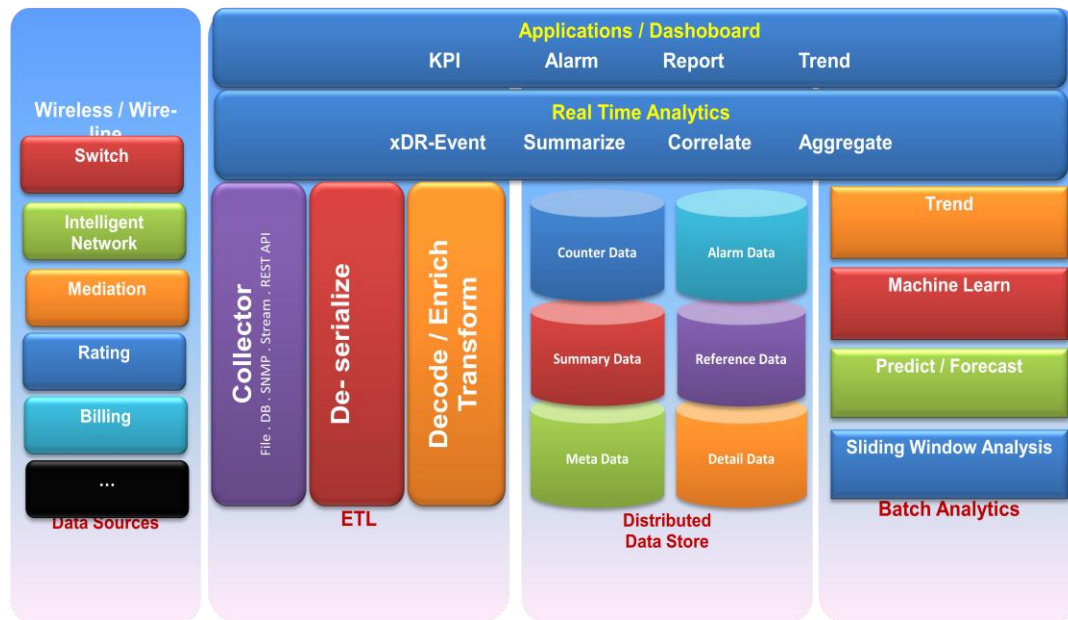 Applications / Dashoboard
KPI Alarm Report Trend
Real Time Analytics
xDR-Event Summarize Correlate Aggregate
Wireless / Wire-
line
Switch
Intelligent
Network
Mediation
Rating
Billing
...
Data Sources
Collector
File . DB . SNMP . Stream . REST API
De- serialize
Decode / Enrich
Transform
ETL
Counter Data
Alarm Data
Summary Data
Reference Data
Meta Data
Detail Data
Distributed
Data Store
Trend
Machine Learn
Predict / Forecast
Sliding Window Analysis
Batch Analytics